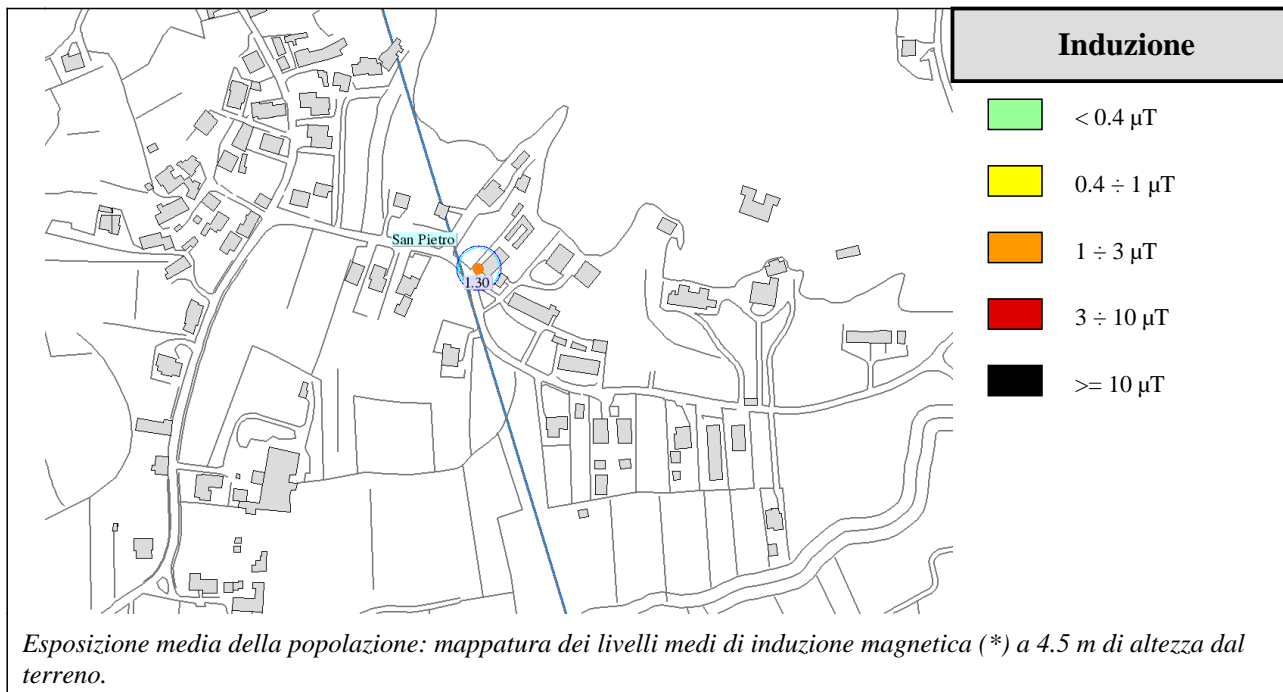 Induzione
< 0.4 µT
0.4 ÷ 1 µT
1 ÷ 3 µT
3 ÷ 10 µT
>= 10 µT
San Pietro
1.30
Esposizione media della popolazione: mappatura dei livelli medi di induzione magnetica (*) a 4.5 m di altezza dal
terreno.